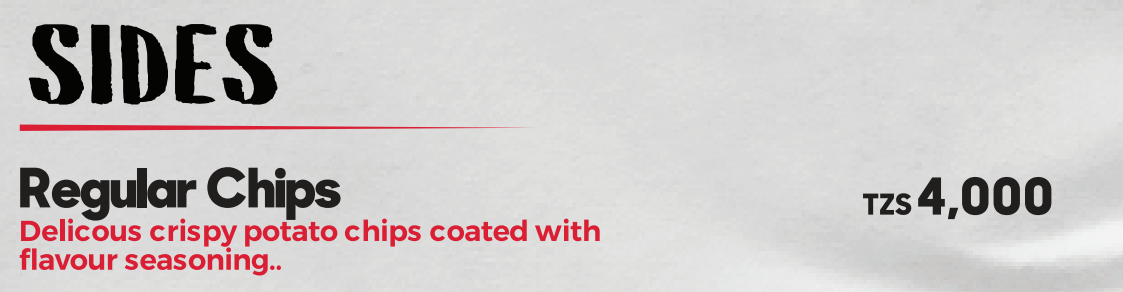 SIDES
Regular Chips
TZS 4,000
Delicous crispy potato chips coated with
flavour seasoning..